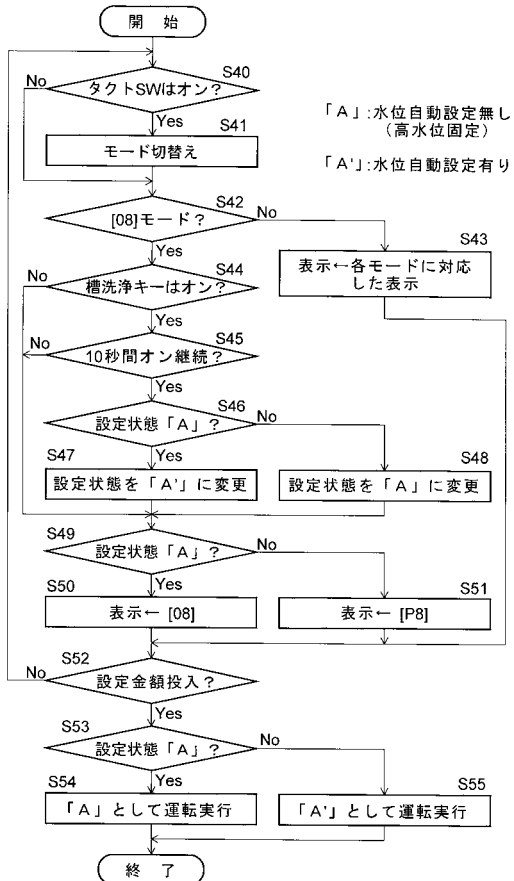 開 始
S40
タクトSWはオン？
No
Yes
S41
モード切替え
「A」:水位自動設定無し
（高水位固定）
「A'」:水位自動設定有り
S42
[08]モード？
No
Yes
S43
表示←各モードに対応
した表示
S44
槽洗浄キーはオン？
No
Yes
S45
10秒間オン継続？
No
Yes
S46
設定状態「A」？
No
Yes
S47
設定状態を「A'」に変更
S48
設定状態を「A」に変更
S49
設定状態「A」？
No
Yes
S50
表示← [08]
S51
表示← [P8]
S52
設定金額投入？
No
Yes
S53
設定状態「A」？
No
Yes
S54
「A」として運転実行
S55
「A'」として運転実行
終 了